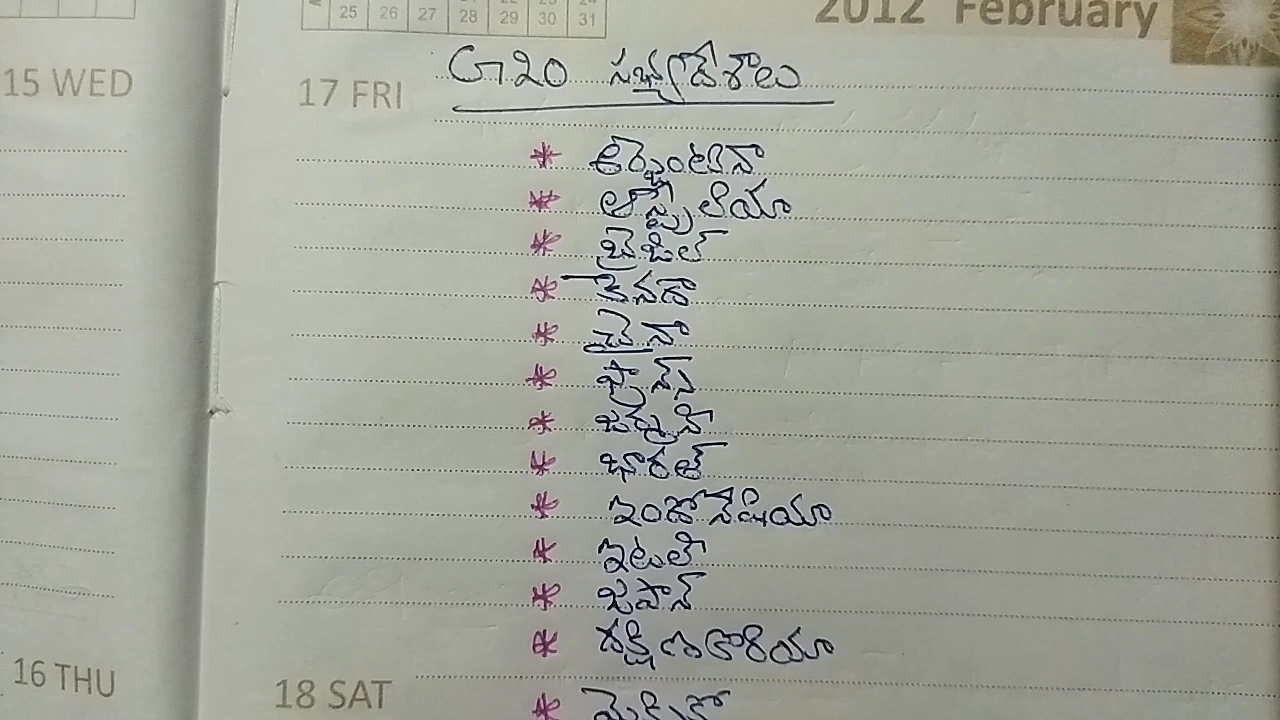 25 26 27 28 29 30 31
2012 February
15 WED
17 FRI
G20 సభ్యదేశాలు
* అర్జెంటీనా
* ఆస్ట్రేలియా
* బ్రెజిల్
* కెనడా
* చైనా
* ఫ్రాన్స్
* జర్మనీ
* భారత్
* ఇండోనేషియా
* ఇటలీ
* జపాన్
* దక్షిణకొరియా
16 THU
18 SAT
* మెక్సికో